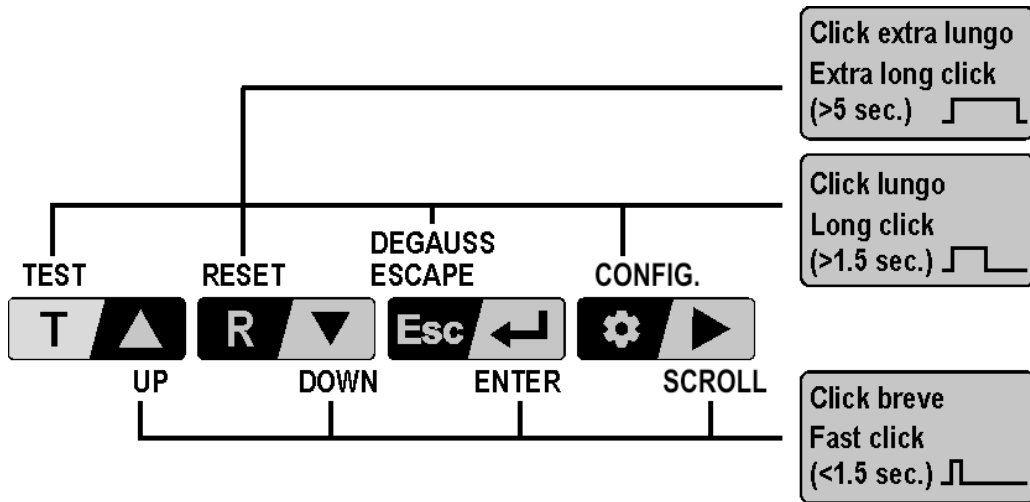 Click extra lungo
Extra long click
(>5 sec.)
Click lungo
Long click
(>1.5 sec.)
DEGAUSS
TEST RESET ESCAPE CONFIG.
T R Esc
UP DOWN ENTER SCROLL
Click breve
Fast click
(<1.5 sec.)